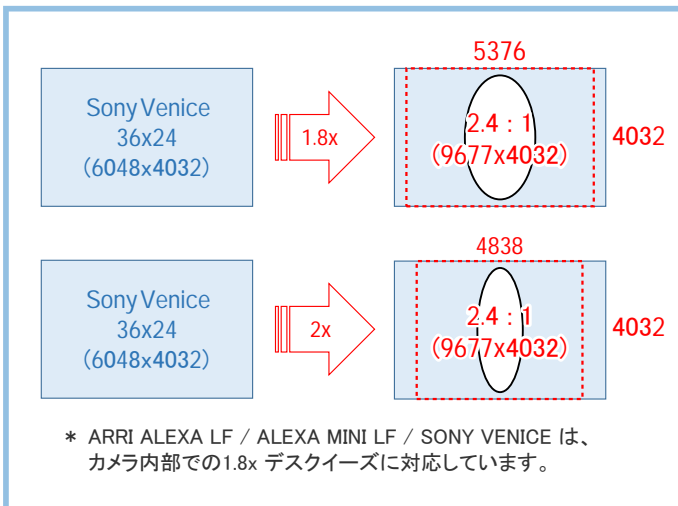 5376
Sony Venice
36x24
(6048x4032)
1.8x
2.4 : 1
(9677x4032)
4032
4838
Sony Venice
36x24
(6048x4032)
2x
2.4 : 1
(9677x4032)
4032
* ARRI ALEXA LF / ALEXA MINI LF / SONY VENICE は、
カメラ内部での1.8x デスクイーズに対応しています。